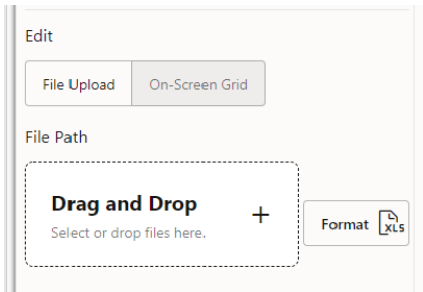 Edit
File Upload
On-Screen Grid
File Path
Drag and Drop
Select or drop files here.
+
Format
XLS